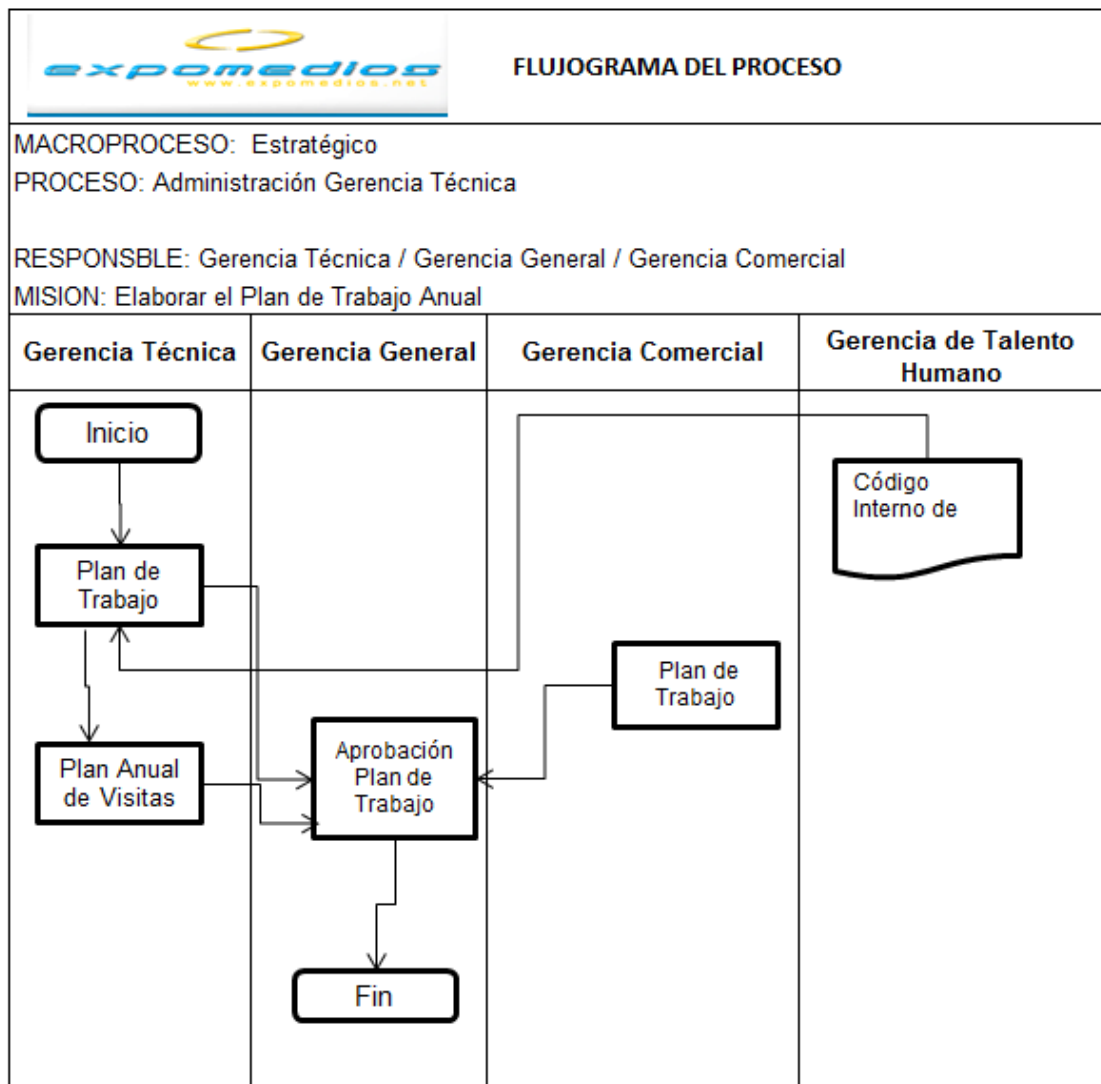 expomedios
www.expomedios.net
FLUJOGRAMA DEL PROCESO
MACROPROCESO: Estratégico
PROCESO: Administración Gerencia Técnica
RESPONSBLE: Gerencia Técnica / Gerencia General / Gerencia Comercial
MISION: Elaborar el Plan de Trabajo Anual
Gerencia Técnica
Gerencia General
Gerencia Comercial
Gerencia de Talento
Humano
Inicio
Código
Interno de
Plan de
Trabajo
Plan de
Trabajo
Plan Anual
de Visitas
Aprobación
Plan de
Trabajo
Fin